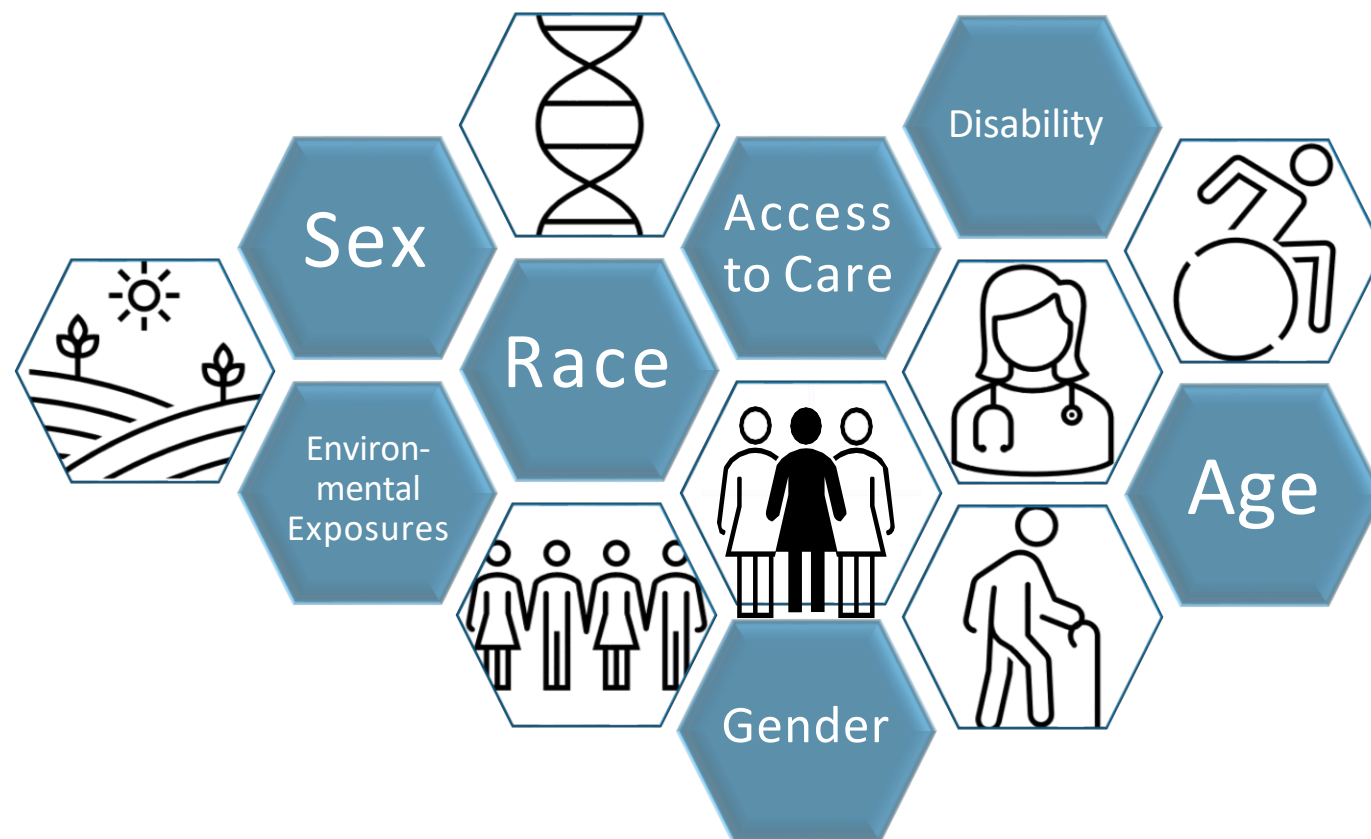 Disability
Sex
Access
to Care
Race
Environ-
mental
Exposures
Age
Gender